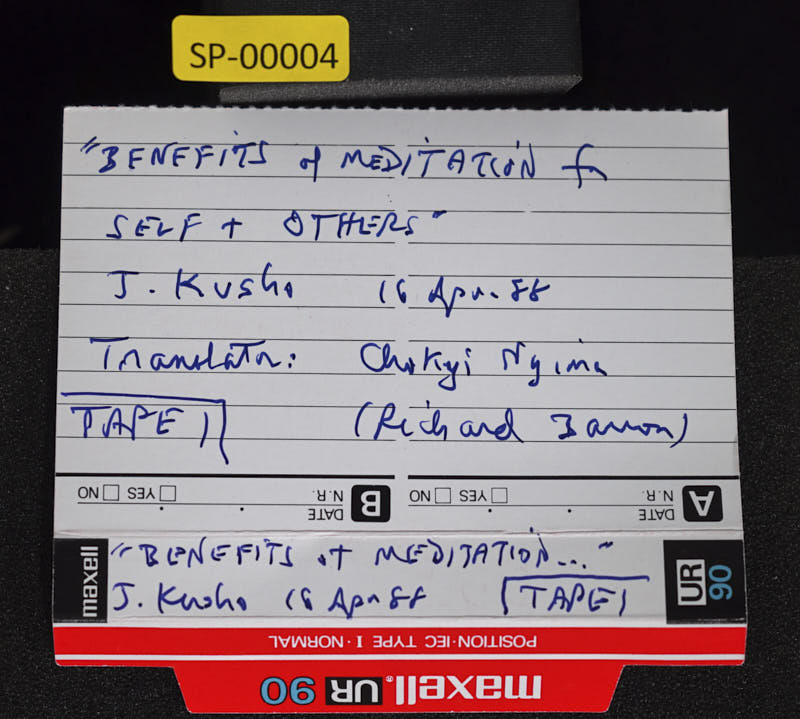 SP-00004
"BENEFITS of MEDITATION for
SELF + OTHERS"
J. Kusho 16 Apr. 88
Translator: Chokyi Nyima
TAPE 1 (Richard Barron)
A DATE N.R. YES NO
B DATE N.R. YES NO
maxell "BENEFITS of MEDITATION..." UR 90
J. Kusho 16 Apr 88 TAPE 1
POSITION·IEC TYPE I·NORMAL
maxell® UR 90